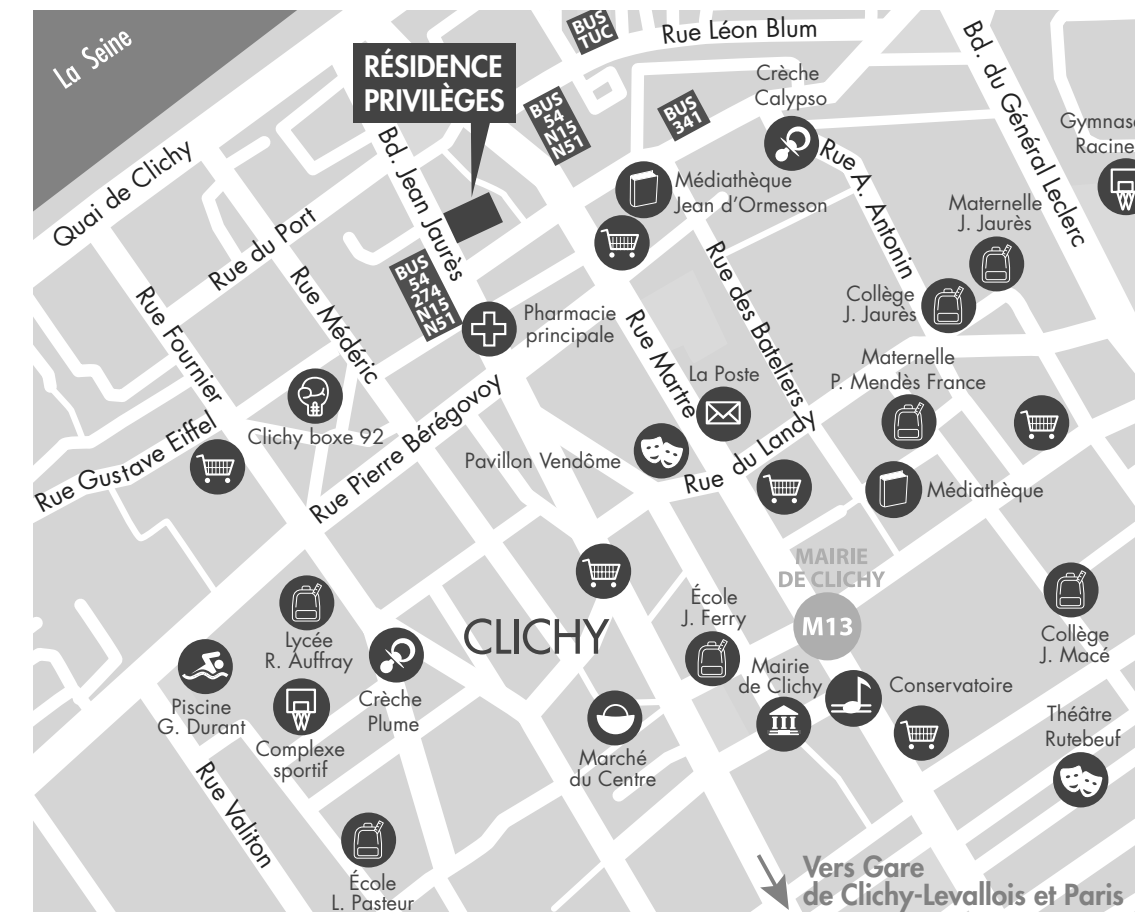 La Seine
BUS
TUC
Rue Léon Blum
Bd. du Général Leclerc
RÉSIDENCE
PRIVILÈGES
Crèche
Calypso
BUS
54
N15
N51
BUS
341
Quai de Clichy
Bd. Jean Jaurès
Rue A. Antonin
Gymnase
Racine
Médiathèque
Jean d'Ormesson
Maternelle
J. Jaurès
Rue du Port
Rue Médéric
BUS
54
274
N15
N51
Rue des Bateliers
Collège
J. Jaurès
Rue Fournier
Pharmacie
principale
Rue Martre
Maternelle
P. Mendès France
La Poste
Clichy boxe 92
Rue Gustave Eiffel
Rue Pierre Bérégovoy
Pavillon Vendôme
Rue du Landy
Médiathèque
MAIRIE
DE CLICHY
M13
École
J. Ferry
CLICHY
Lycée
R. Auffray
Collège
J. Macé
Mairie
de Clichy
Conservatoire
Piscine
G. Durant
Crèche
Plume
Complexe
sportif
Marché
du Centre
Théâtre
Rutebeuf
Rue Valiton
École
L. Pasteur
Vers Gare
de Clichy-Levallois et Paris